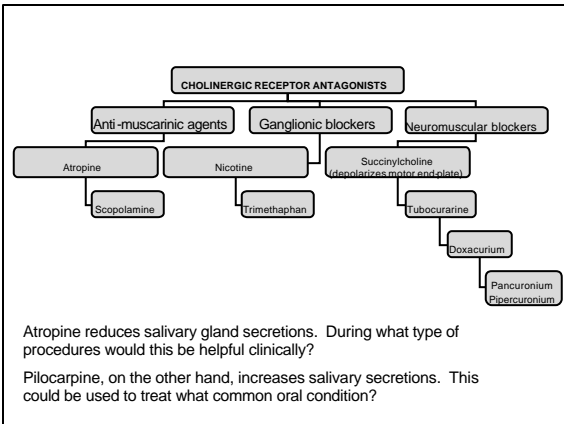 CHOLINERGIC RECEPTOR ANTAGONISTS
Anti-muscarinic agents
Ganglionic blockers
Neuromuscular blockers
Atropine
Nicotine
Succinylcholine
(depolarizes motor end-plate)
Scopolamine
Trimethaphan
Tubocurarine
Doxacurium
Pancuronium
Pipercuronium
Atropine reduces salivary gland secretions.  During what type of
procedures would this be helpful clinically?
Pilocarpine, on the other hand, increases salivary secretions.  This
could be used to treat what common oral condition?